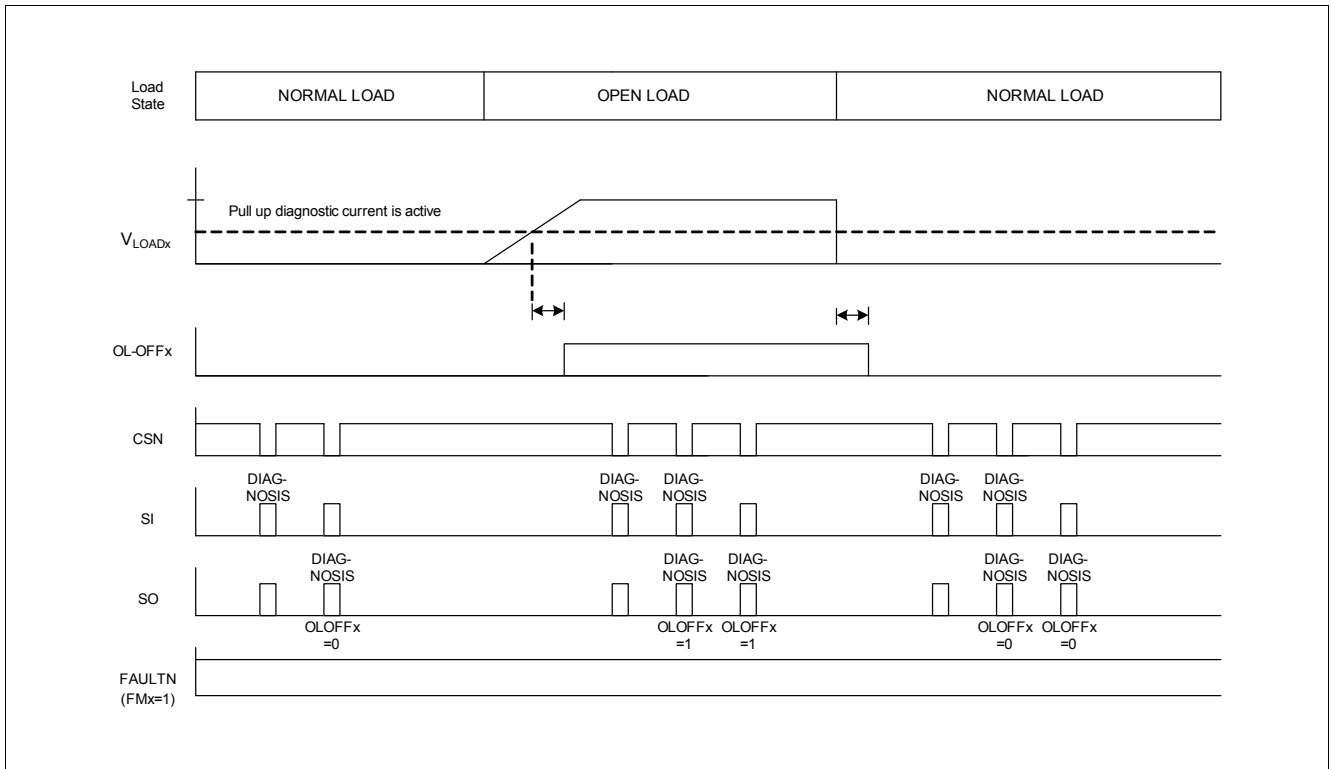 Load
State
NORMAL LOAD
OPEN LOAD
NORMAL LOAD
Pull up diagnostic current is active
VLOADx
OL-OFFx
CSN
DIAG-
NOSIS
DIAG-
NOSIS
DIAG-
NOSIS
DIAG-
NOSIS
DIAG-
NOSIS
SI
DIAG-
NOSIS
DIAG-
NOSIS
DIAG-
NOSIS
DIAG-
NOSIS
DIAG-
NOSIS
SO
OLOFFx
=0
OLOFFx
=1
OLOFFx
=1
OLOFFx
=0
OLOFFx
=0
FAULTN
(FMx=1)